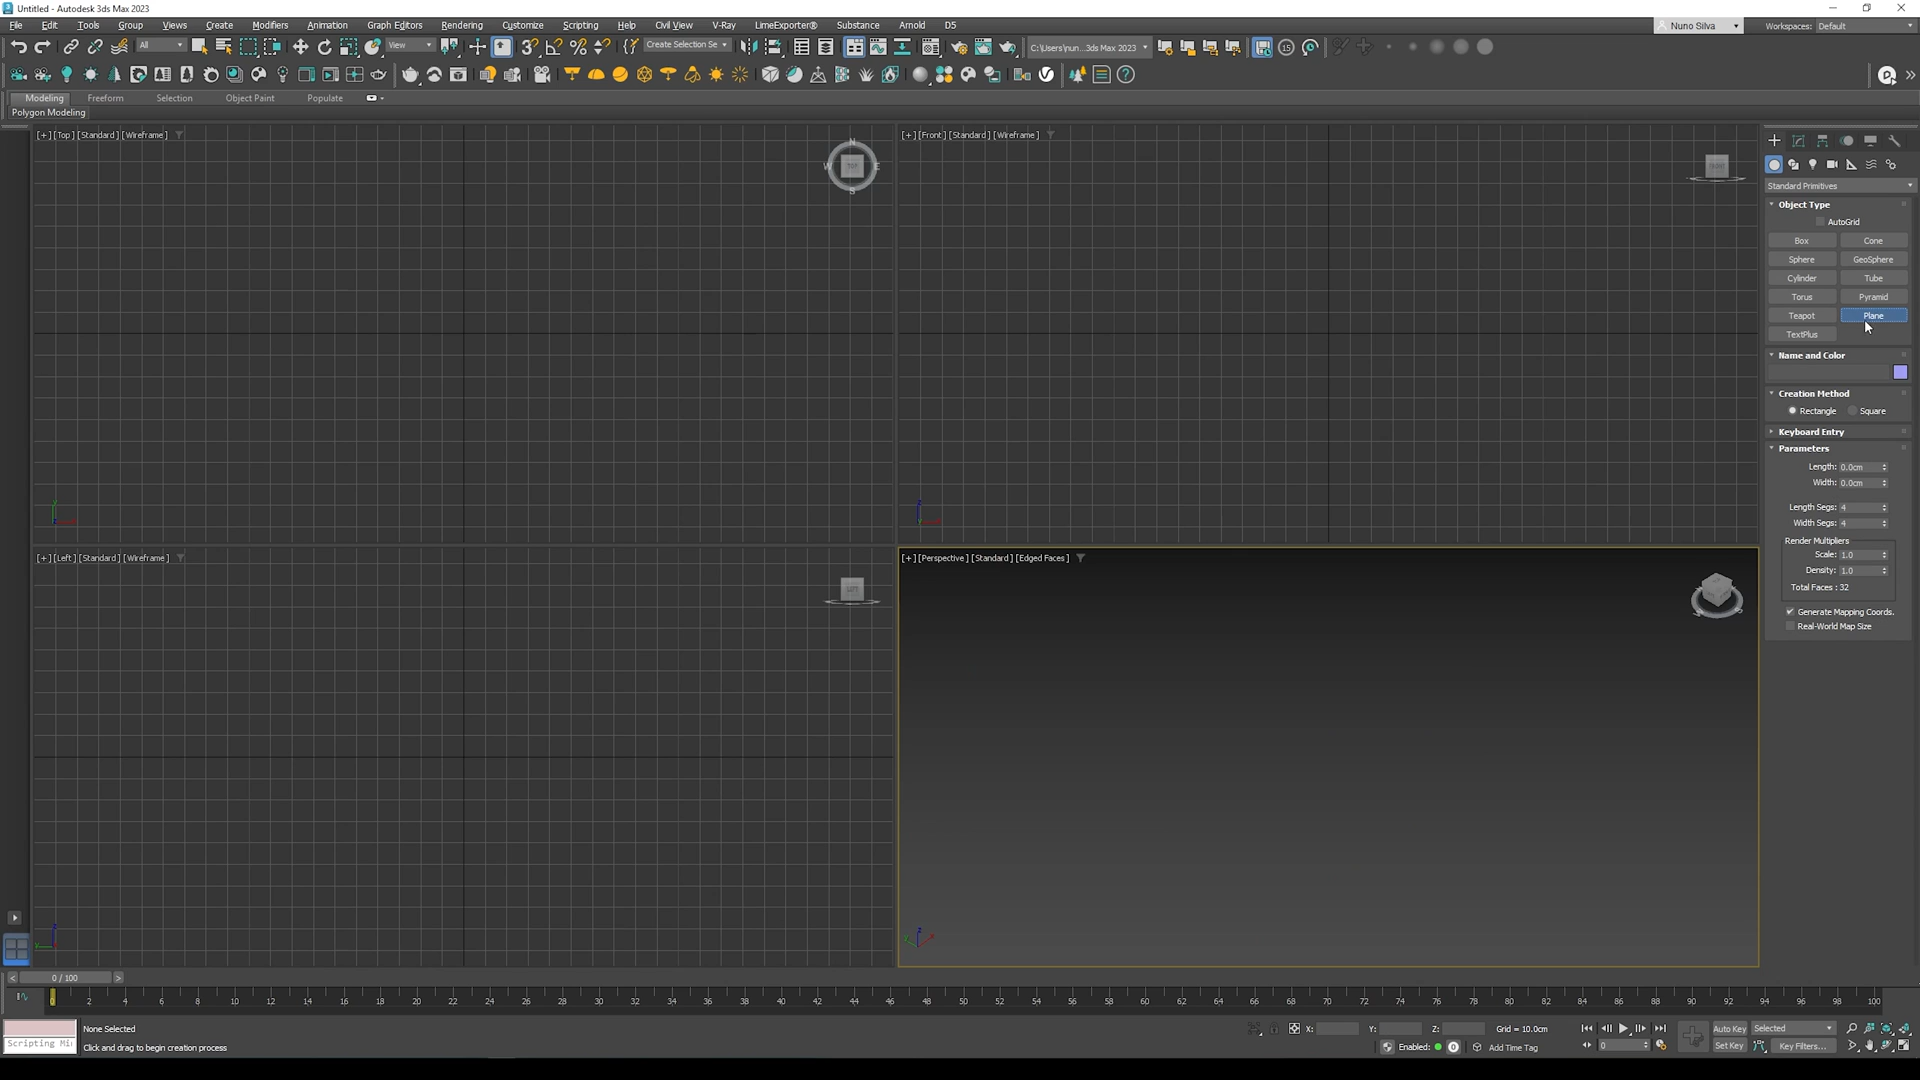 Untitled - Autodesk 3ds Max 2023
File Edit Tools Group Views Create Modifiers Animation Graph Editors Rendering Customize Scripting Help Civil View V-Ray LimeExporter® Substance Arnold D5
Nuno Silva Workspaces: Default
All View Create Selection Se C:\Users\nun...3ds Max 2023
Modeling Freeform Selection Object Paint Populate
Polygon Modeling
[+] [Top] [Standard] [Wireframe]
[+] [Front] [Standard] [Wireframe]
N
W TOP E
S
Standard Primitives
Object Type
AutoGrid
Box Cone
Sphere GeoSphere
Cylinder Tube
Torus Pyramid
Teapot Plane
TextPlus
Name and Color
Creation Method
Rectangle Square
Keyboard Entry
Parameters
Length: 0.0cm
Width: 0.0cm
Length Segs: 4
Width Segs: 4
Render Multipliers
Scale: 1.0
Density: 1.0
Total Faces : 32
Generate Mapping Coords.
Real-World Map Size
[+] [Left] [Standard] [Wireframe]
LEFT
[+] [Perspective] [Standard] [Edged Faces]
< 0 / 100 >
0 2 4 6 8 10 12 14 16 18 20 22 24 26 28 30 32 34 36 38 40 42 44 46 48 50 52 54 56 58 60 62 64 66 68 70 72 74 76 78 80 82 84 86 88 90 92 94 96 98 100
None Selected
Scripting Mi
Click and drag to begin creation process
X: Y: Z: Grid = 10.0cm
Enabled: Add Time Tag
0
Auto Key Selected
Set Key Key Filters...